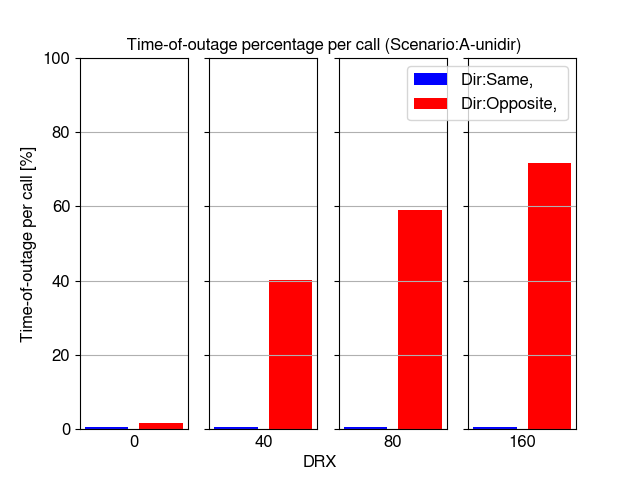 Time-of-outage percentage per call (Scenario:A-unidir)
Dir:Same,
Dir:Opposite,
Time-of-outage per call [%]
100
80
60
40
20
0
0
40
80
160
DRX